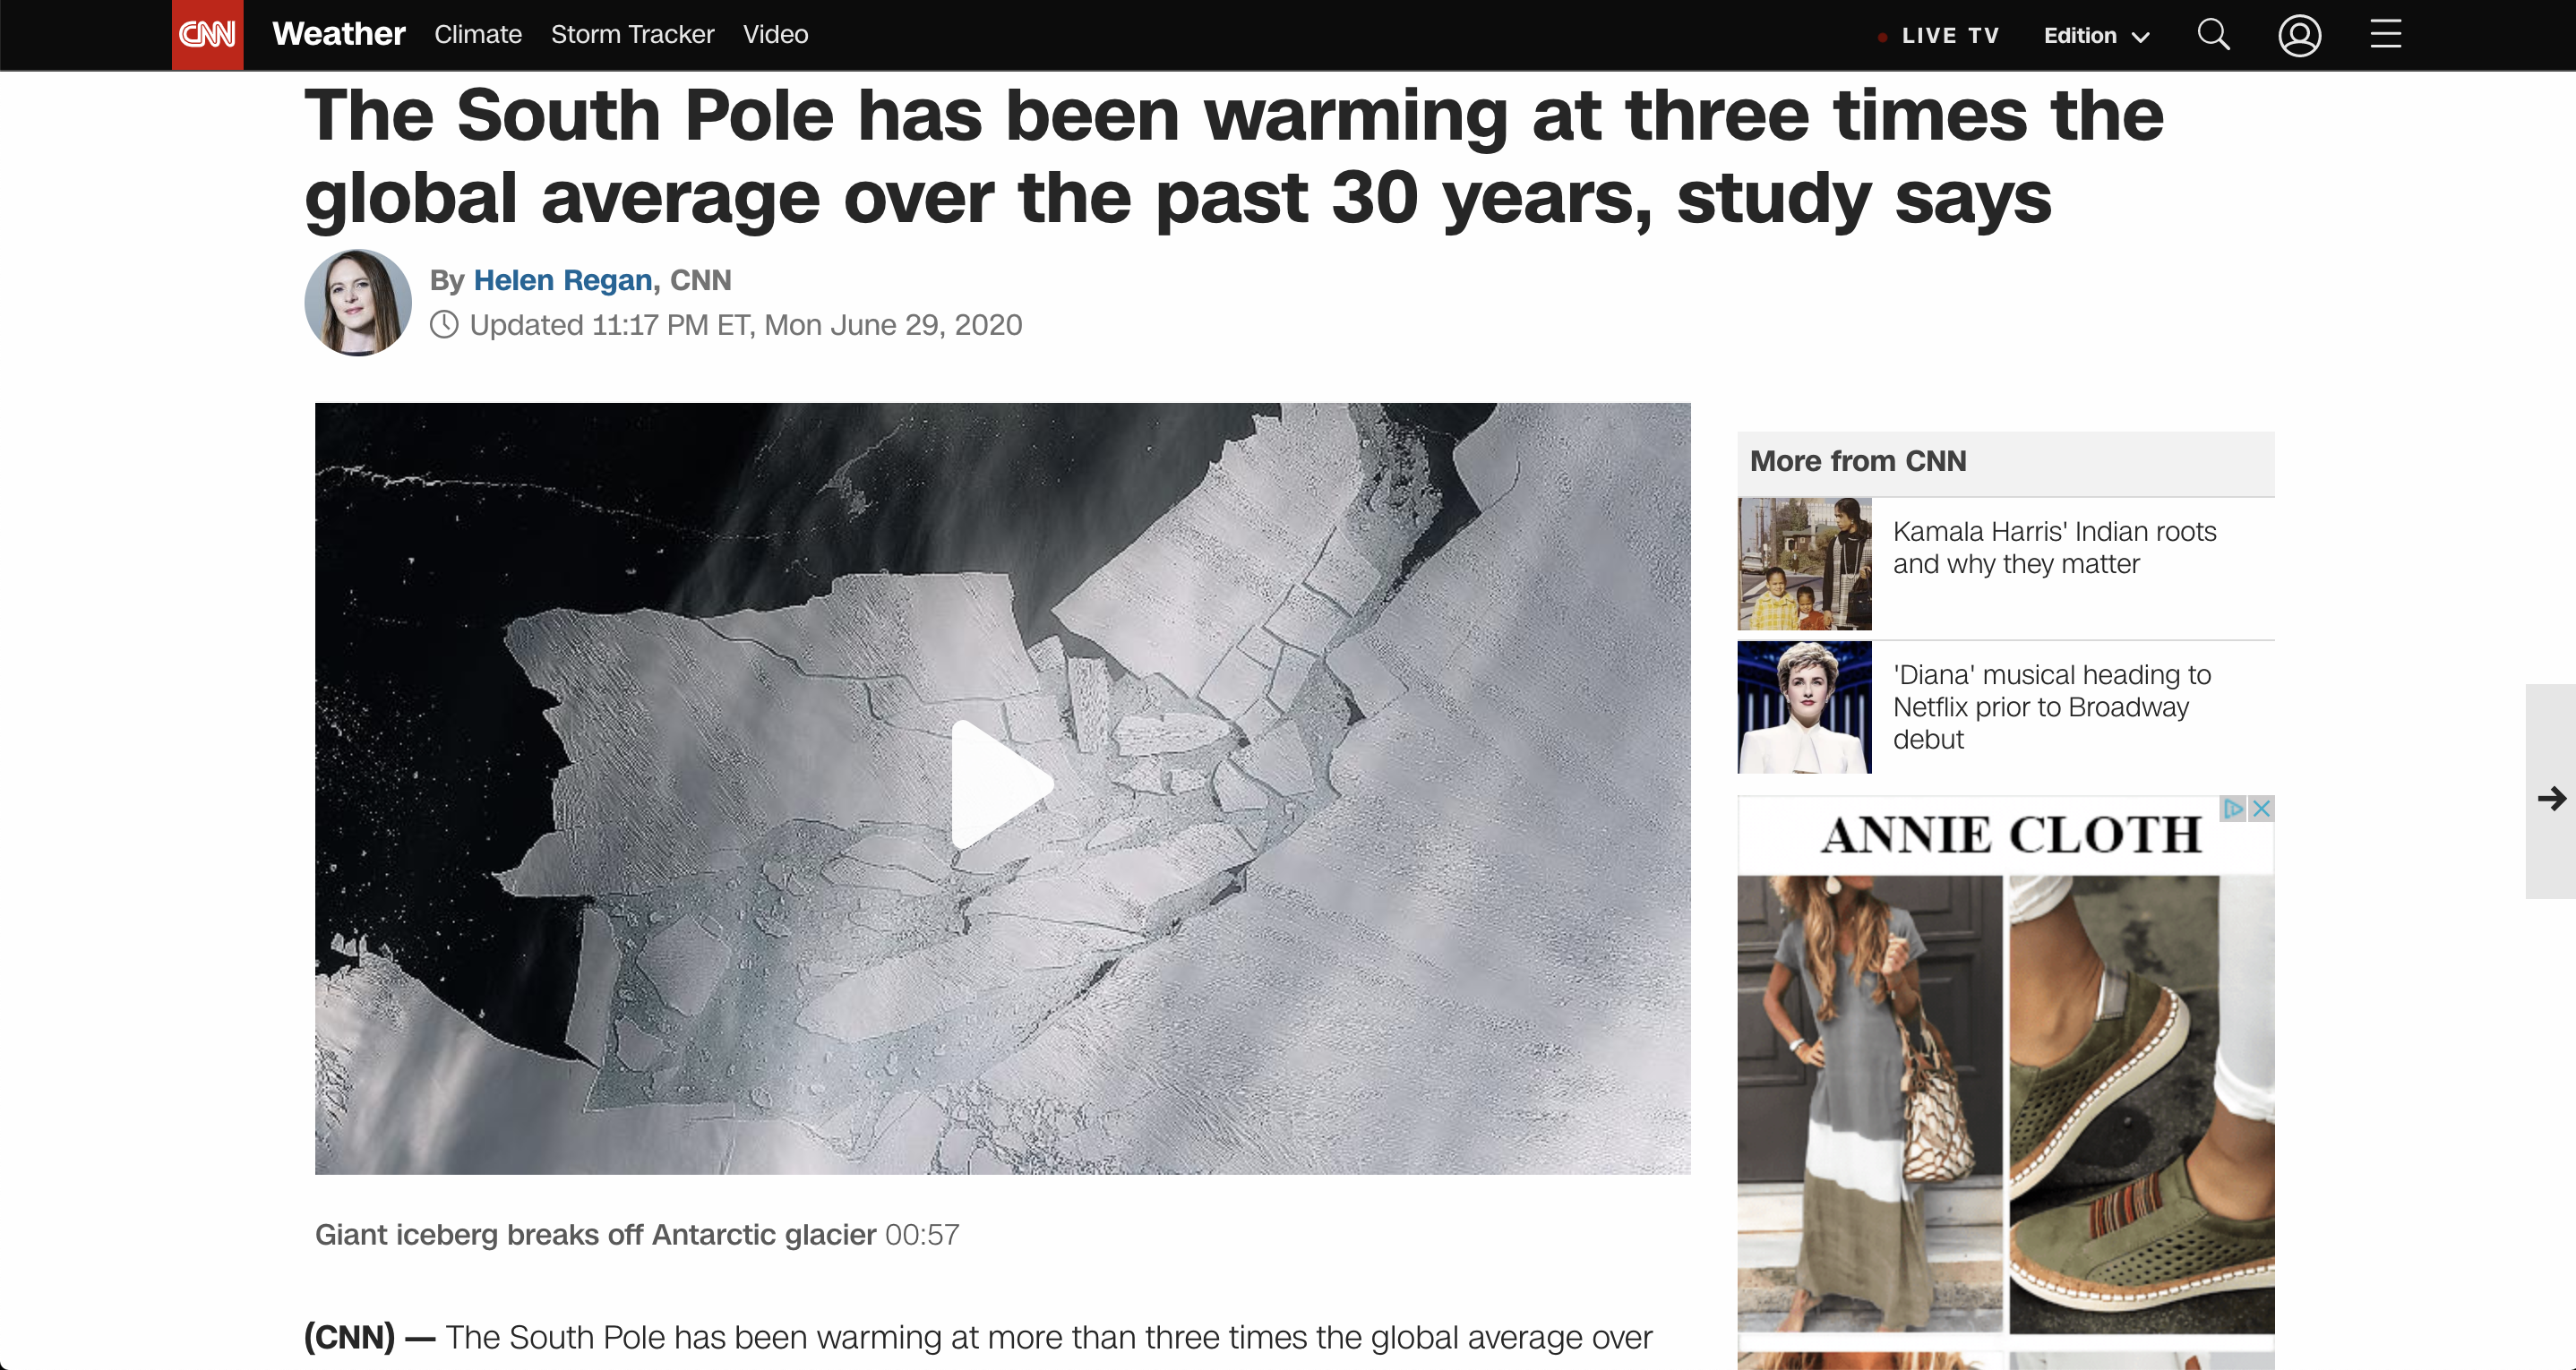 CNN Weather Climate Storm Tracker Video LIVE TV Edition
The South Pole has been warming at three times the
global average over the past 30 years, study says
By Helen Regan, CNN
Updated 11:17 PM ET, Mon June 29, 2020
Giant iceberg breaks off Antarctic glacier 00:57
(CNN) — The South Pole has been warming at more than three times the global average over
More from CNN
Kamala Harris' Indian roots
and why they matter
'Diana' musical heading to
Netflix prior to Broadway
debut
ANNIE CLOTH